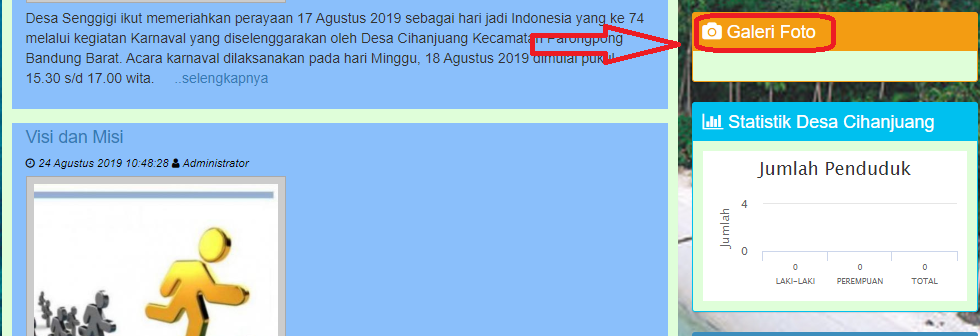 Desa Senggigi ikut memeriahkan perayaan 17 Agustus 2019 sebagai hari jadi Indonesia yang ke 74
melalui kegiatan Karnaval yang diselenggarakan oleh Desa Cihanjuang Kecamatan Parongpong
Bandung Barat. Acara karnaval dilaksanakan pada hari Minggu, 18 Agustus 2019 dimulai pukul
15.30 s/d 17.00 wita. ..selengkapnya
Visi dan Misi
24 Agustus 2019 10:48:28 Administrator
Galeri Foto
Statistik Desa Cihanjuang
Jumlah Penduduk
Jumlah
4
0
0 0 0
LAKI-LAKI PEREMPUAN TOTAL